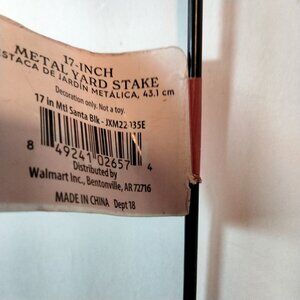 17-INCH
METAL YARD STAKE
ESTACA DE JARDÍN METÁLICA, 43.1 cm
Decoration only. Not a toy.
17 in Mtl Santa Blk - JXM22-135E
8 49241 02657 4
Distributed by
Walmart Inc., Bentonville, AR 72716
MADE IN CHINA Dept 18